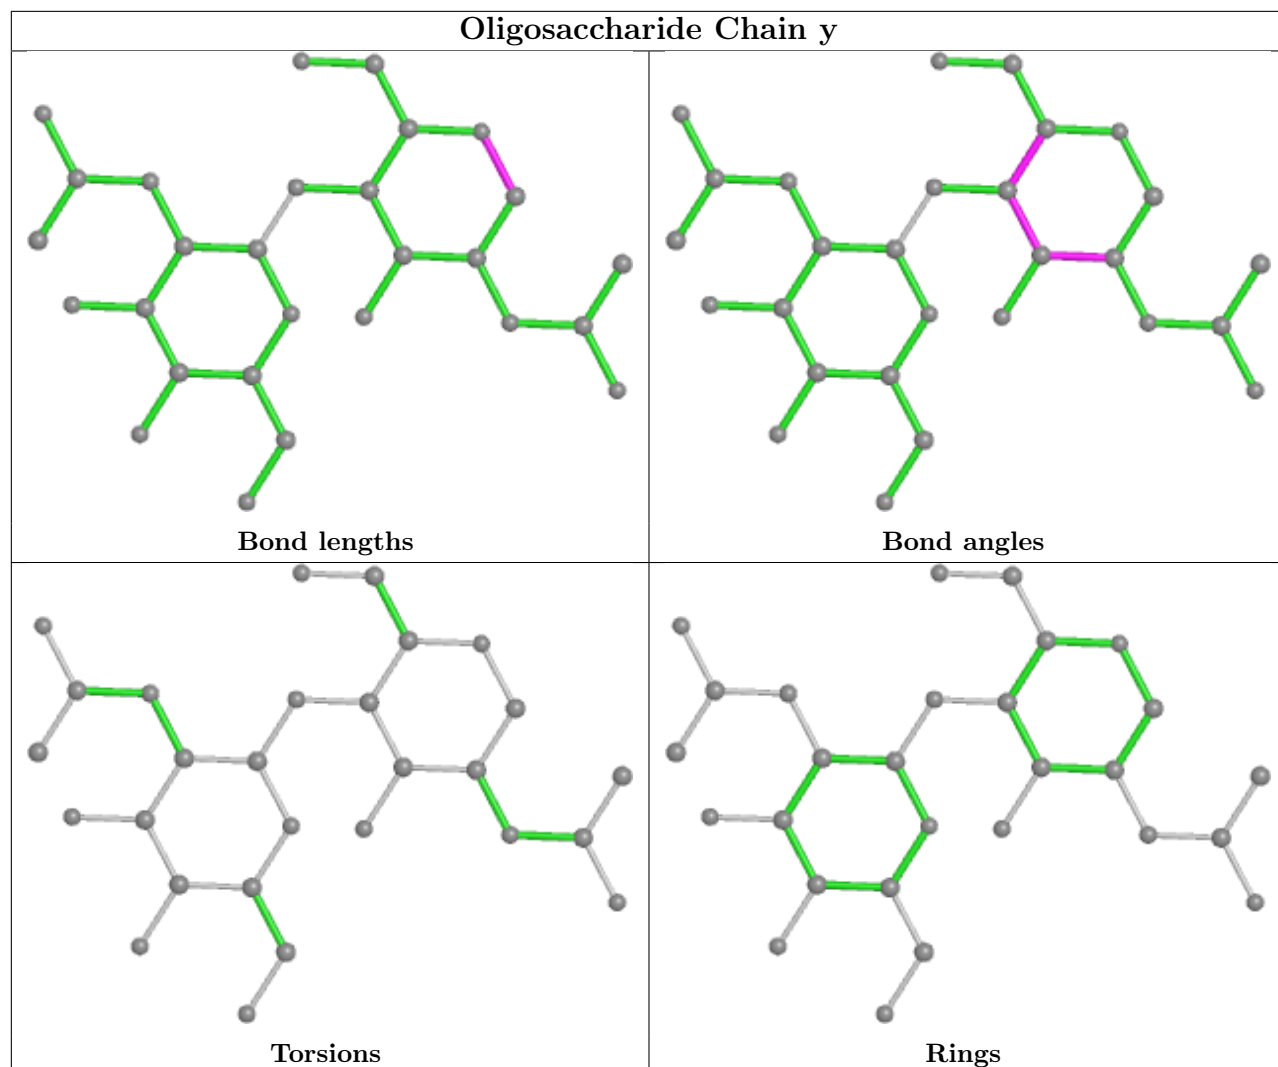 Oligosaccharide Chain y
Bond lengths
Bond angles
Torsions
Rings